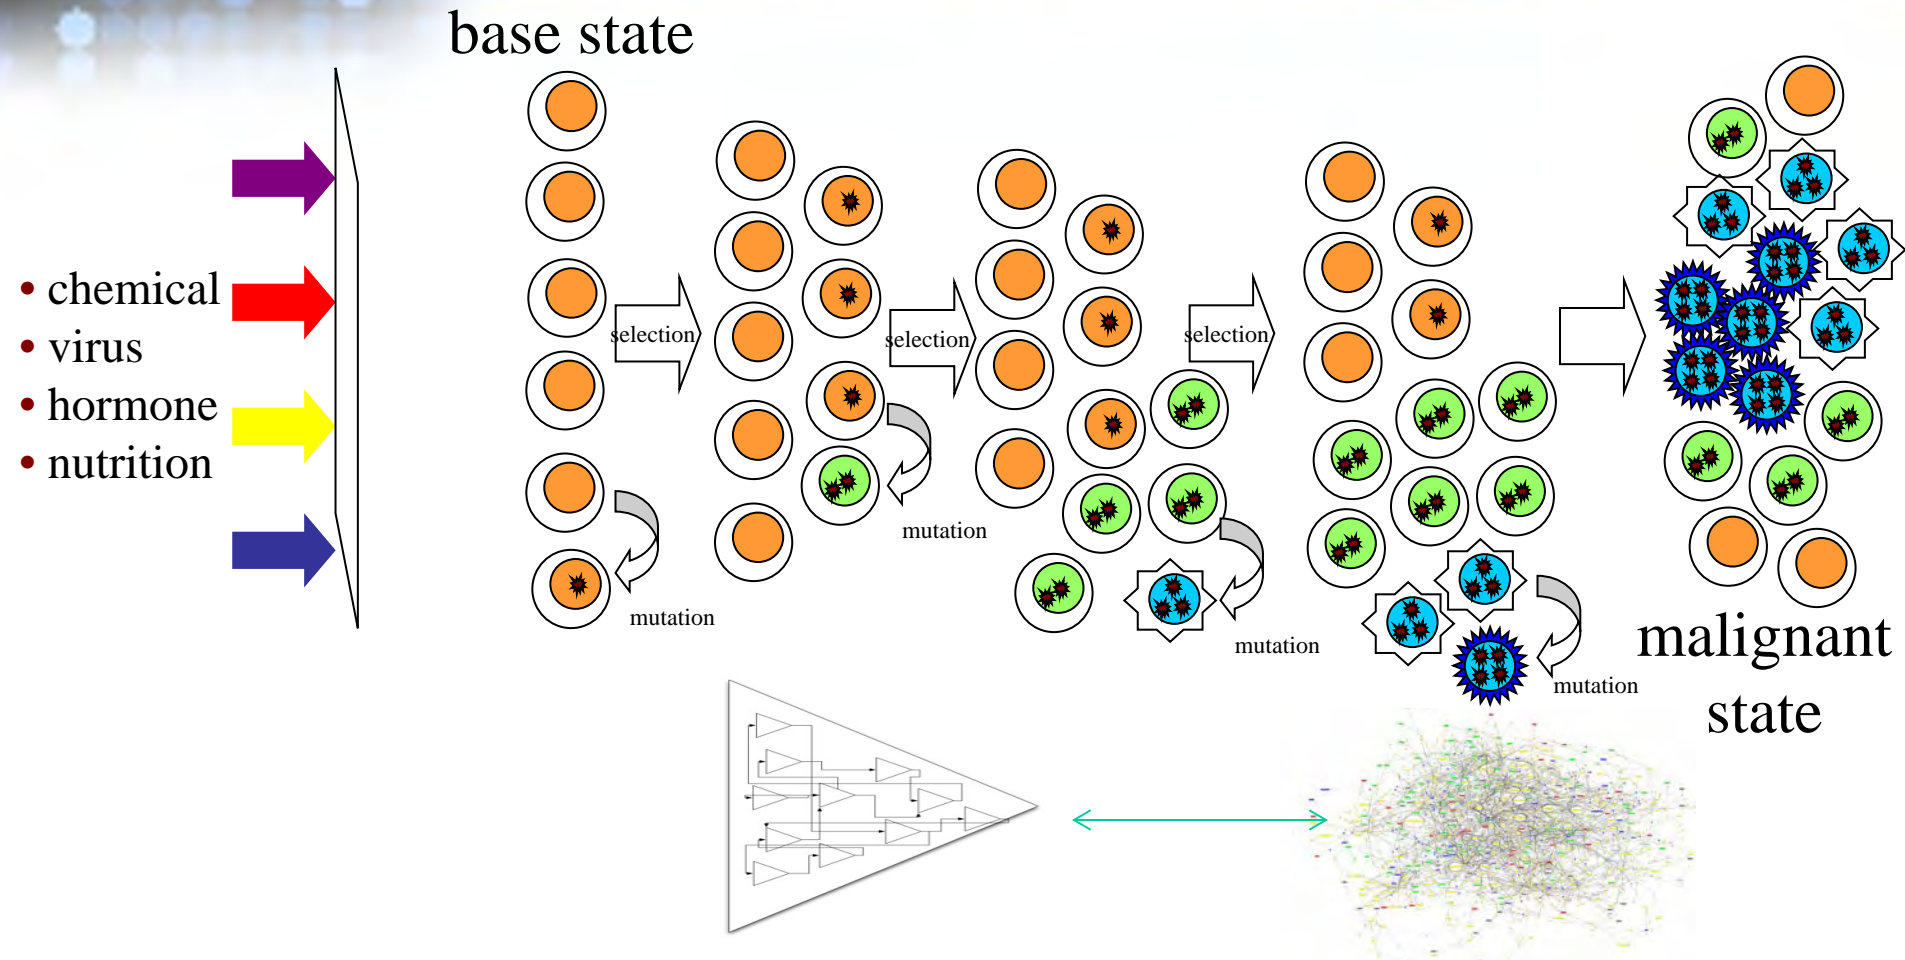 base state
• chemical
• virus
• hormone
• nutrition
selection
selection
selection
mutation
mutation
mutation
mutation
malignant
state